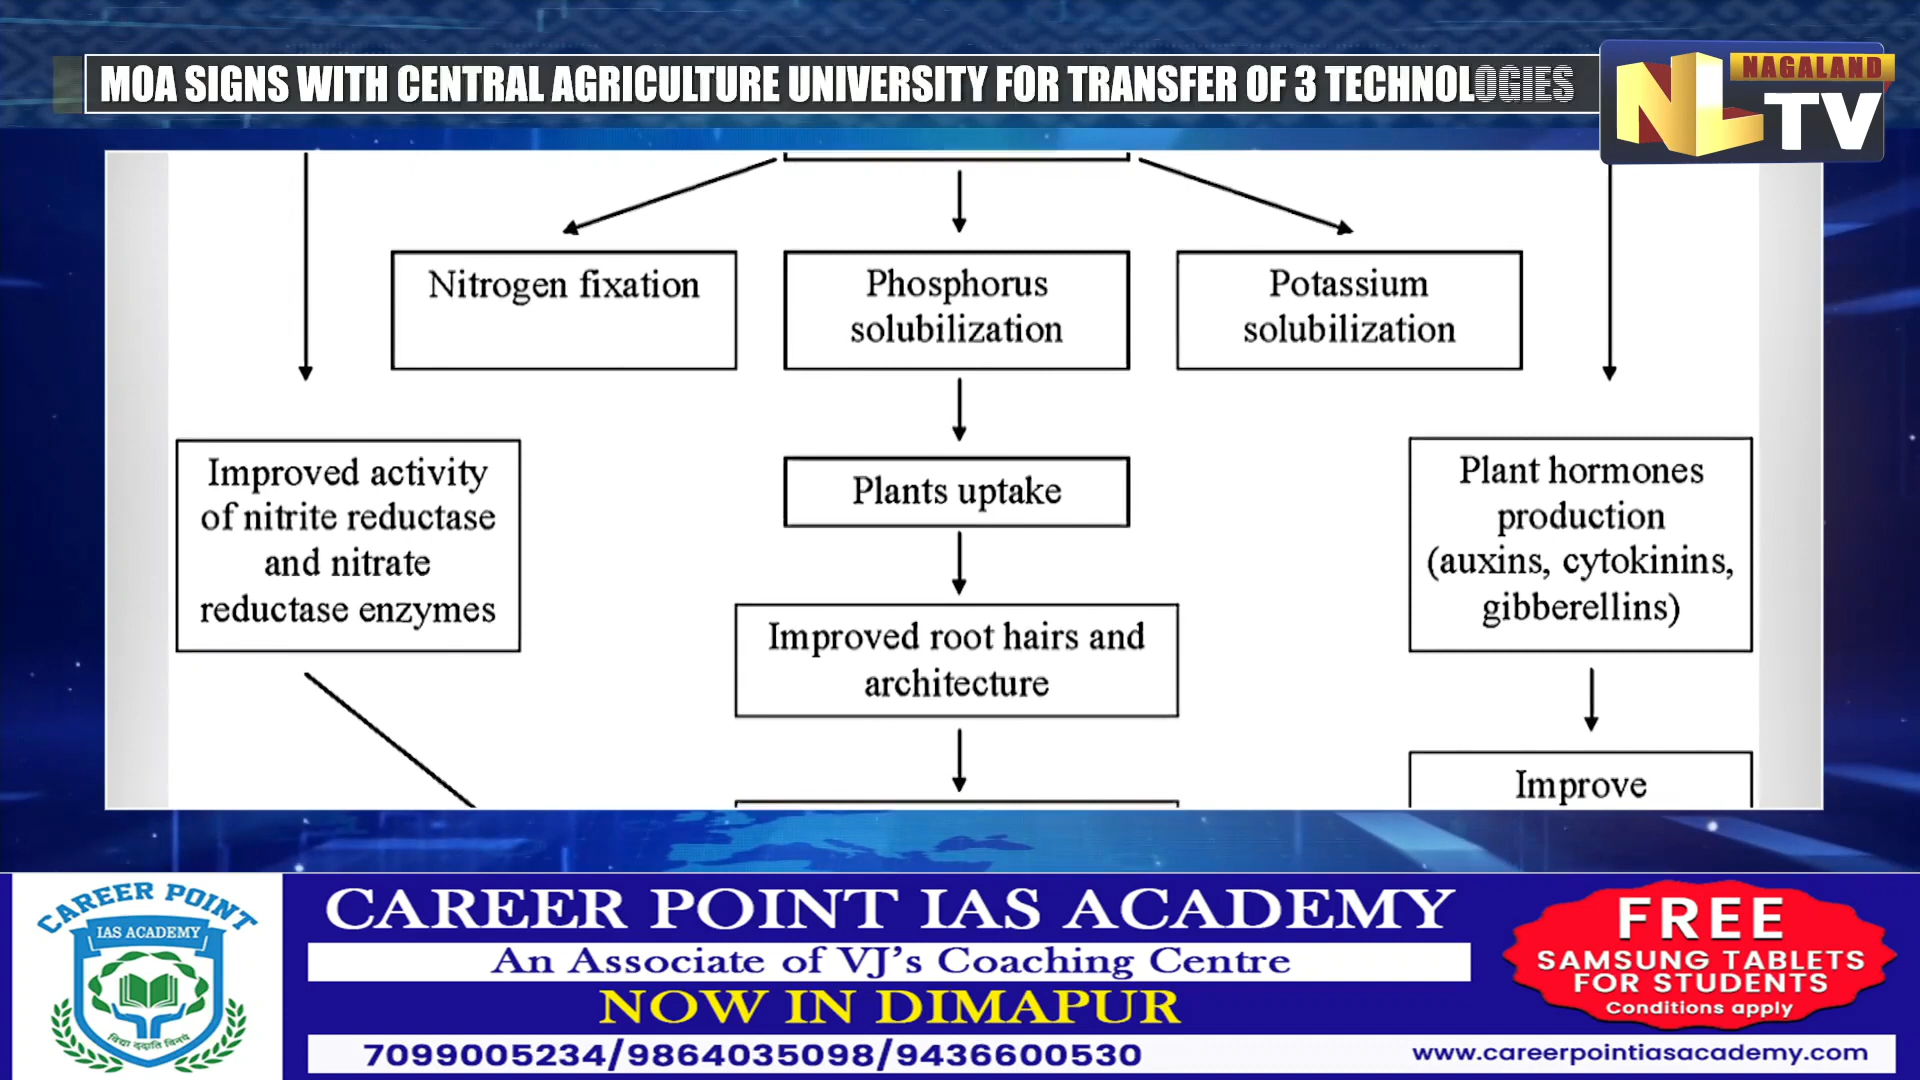 MOA SIGNS WITH CENTRAL AGRICULTURE UNIVERSITY FOR TRANSFER OF 3 TECHNOLOGIES
NAGALAND
NL TV
Nitrogen fixation
Phosphorus
solubilization
Potassium
solubilization
Improved activity
of nitrite reductase
and nitrate
reductase enzymes
Plants uptake
Improved root hairs and
architecture
Plant hormones
production
(auxins, cytokinins,
gibberellins)
Improve
CAREER POINT
IAS ACADEMY
विद्या ददाति विनयं
CAREER POINT IAS ACADEMY
An Associate of VJ's Coaching Centre
NOW IN DIMAPUR
7099005234/9864035098/9436600530
FREE
SAMSUNG TABLETS
FOR STUDENTS
Conditions apply
www.careerpointiasacademy.com